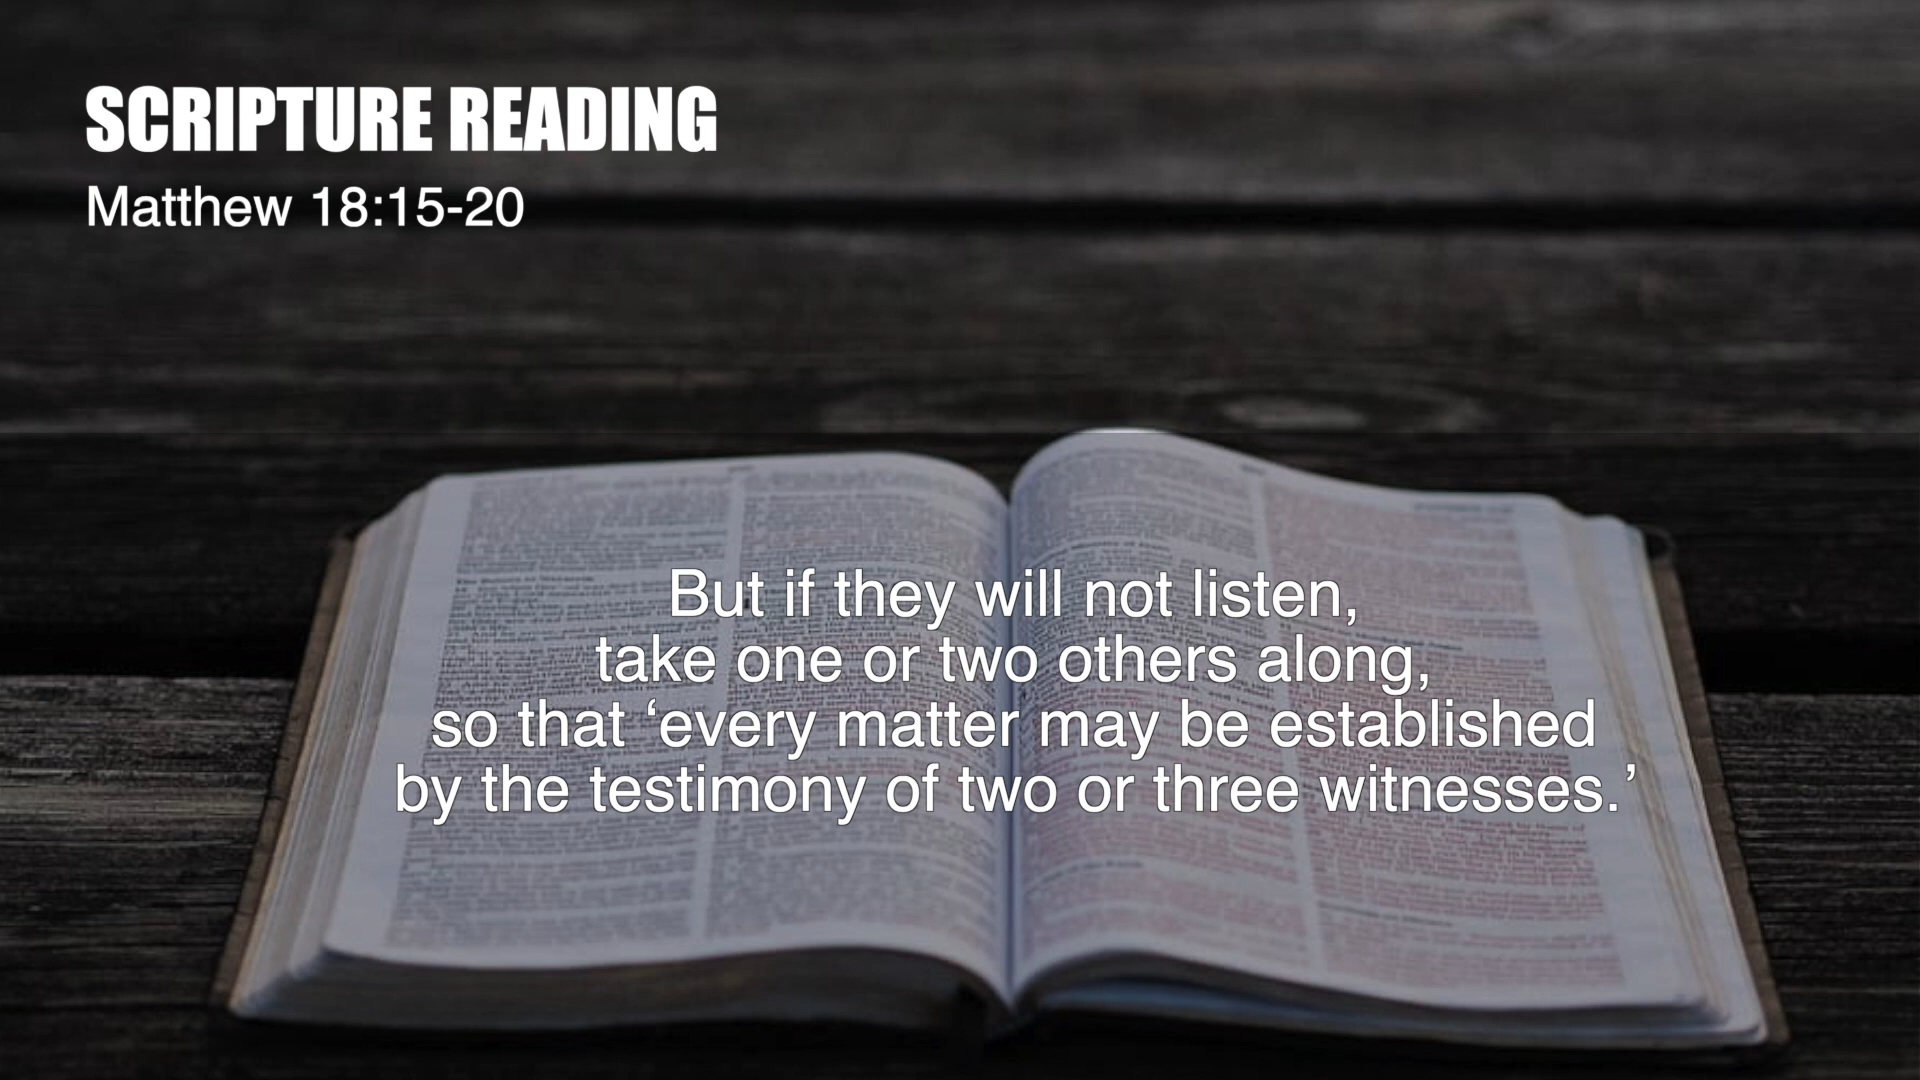 SCRIPTURE READING
Matthew 18:15-20
But if they will not listen,
take one or two others along,
so that ‘every matter may be established
by the testimony of two or three witnesses.’